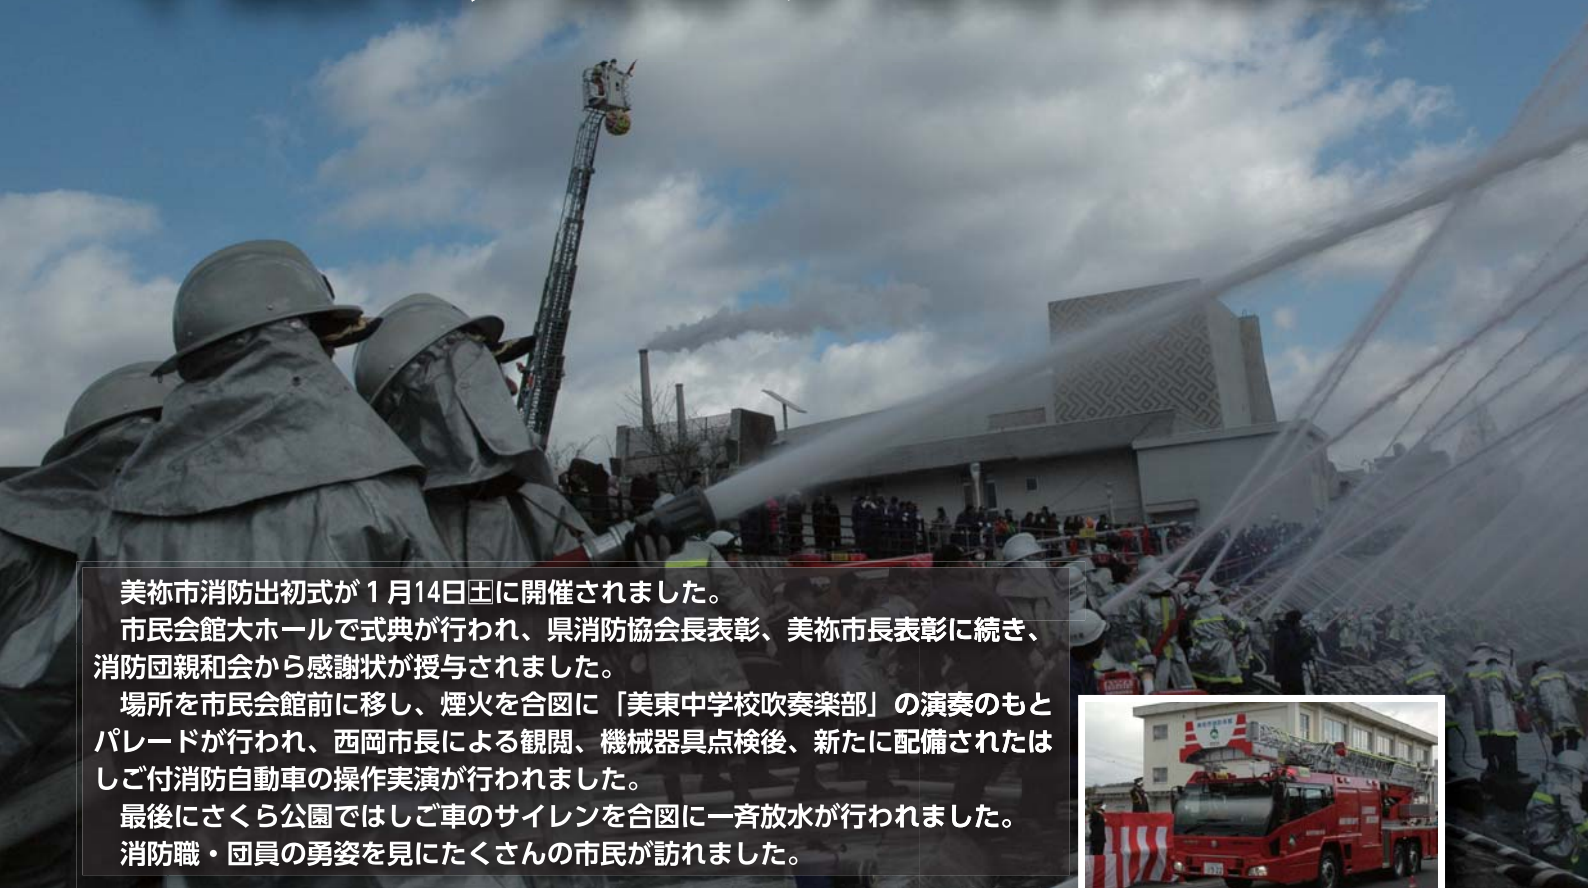 美祢市消防出初式が1月14日㊏に開催されました。
市民会館大ホールで式典が行われ、県消防協会長表彰、美祢市長表彰に続き、
消防団親和会から感謝状が授与されました。
場所を市民会館前に移し、煙火を合図に「美東中学校吹奏楽部」の演奏のもと
パレードが行われ、西岡市長による観閲、機械器具点検後、新たに配備されたは
しご付消防自動車の操作実演が行われました。
最後にさくら公園ではしご車のサイレンを合図に一斉放水が行われました。
消防職・団員の勇姿を見にたくさんの市民が訪れました。